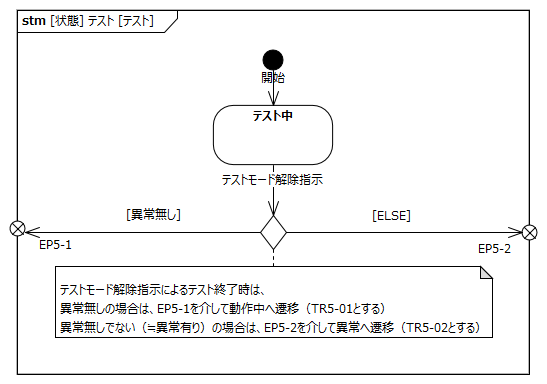 stm [状態] テスト [テスト]
開始
テスト中
テストモード解除指示
[異常無し]
[ELSE]
EP5-1
EP5-2
テストモード解除指示によるテスト終了時は、
異常無しの場合は、EP5-1を介して動作中へ遷移（TR5-01とする）
異常無しでない（≒異常有り）の場合は、EP5-2を介して異常へ遷移（TR5-02とする）